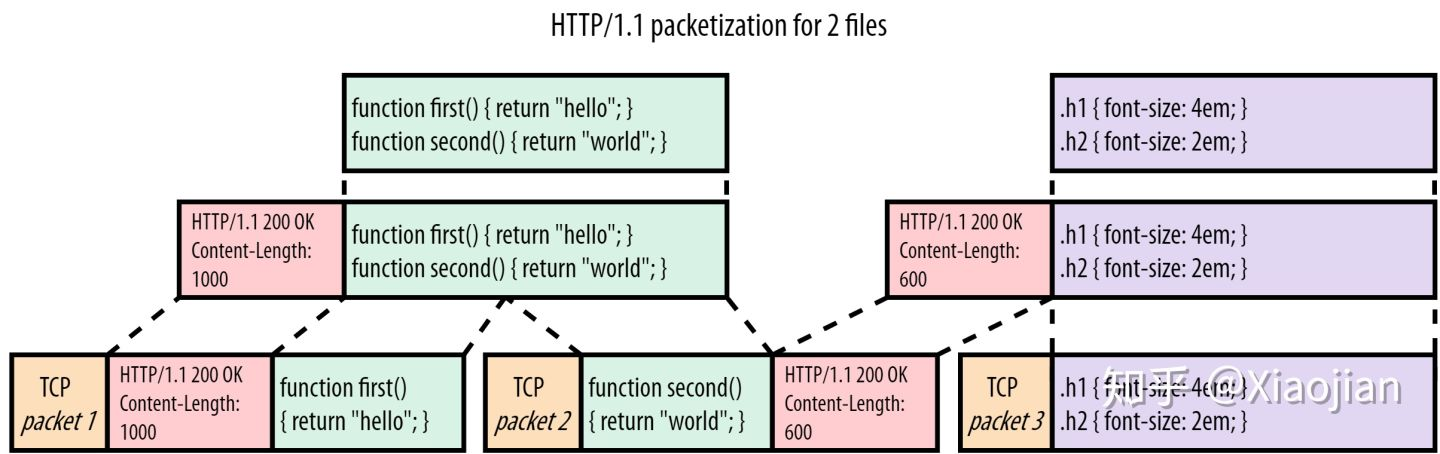 HTTP/1.1 packetization for 2 files
function first() { return "hello"; }
function second() { return "world"; }
.h1 { font-size: 4em; }
.h2 { font-size: 2em; }
HTTP/1.1 200 OK
Content-Length:
1000
function first() { return "hello"; }
function second() { return "world"; }
HTTP/1.1 200 OK
Content-Length:
600
.h1 { font-size: 4em; }
.h2 { font-size: 2em; }
TCP
packet 1
HTTP/1.1 200 OK
Content-Length:
1000
function first()
{ return "hello"; }
TCP
packet 2
function second()
{ return "world"; }
HTTP/1.1 200 OK
Content-Length:
600
TCP
packet 3
.h1 { font-size: 4em; }
.h2 { font-size: 2em; }
知乎 @Xiaojian